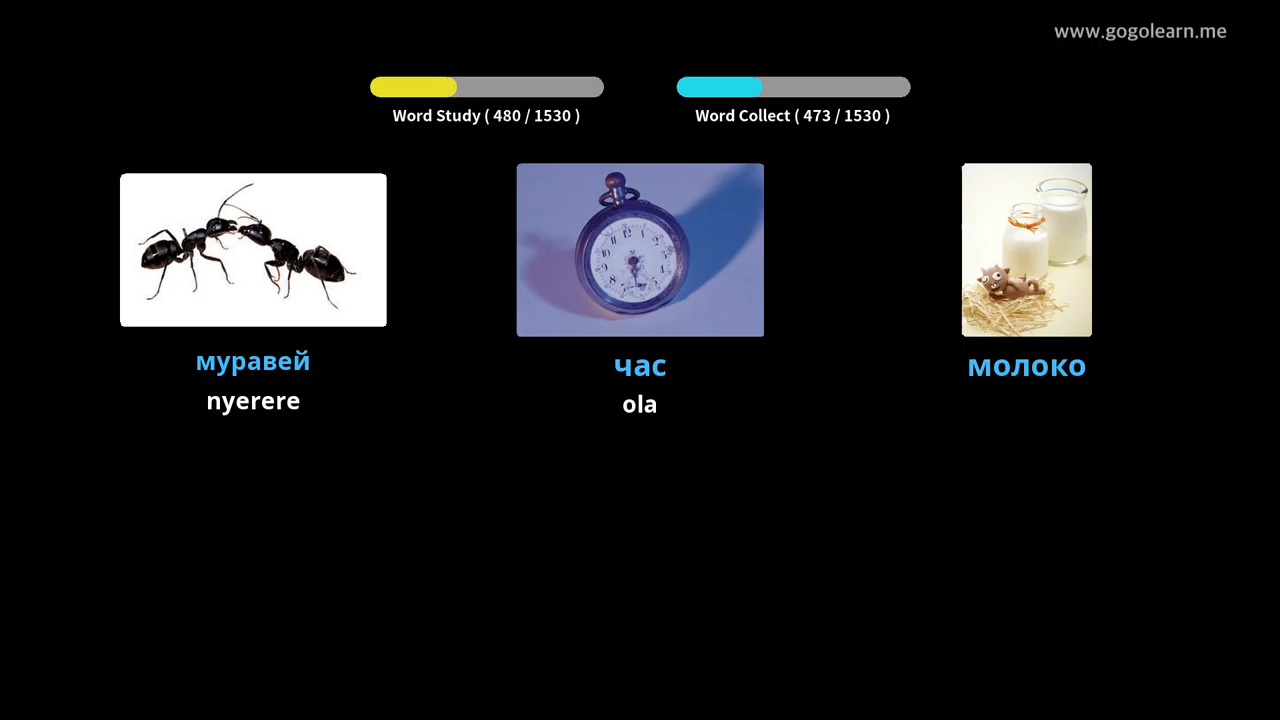 www.gogolearn.me
Word Study ( 480 / 1530 )
Word Collect ( 473 / 1530 )
муравей
nyerere
час
ola
молоко